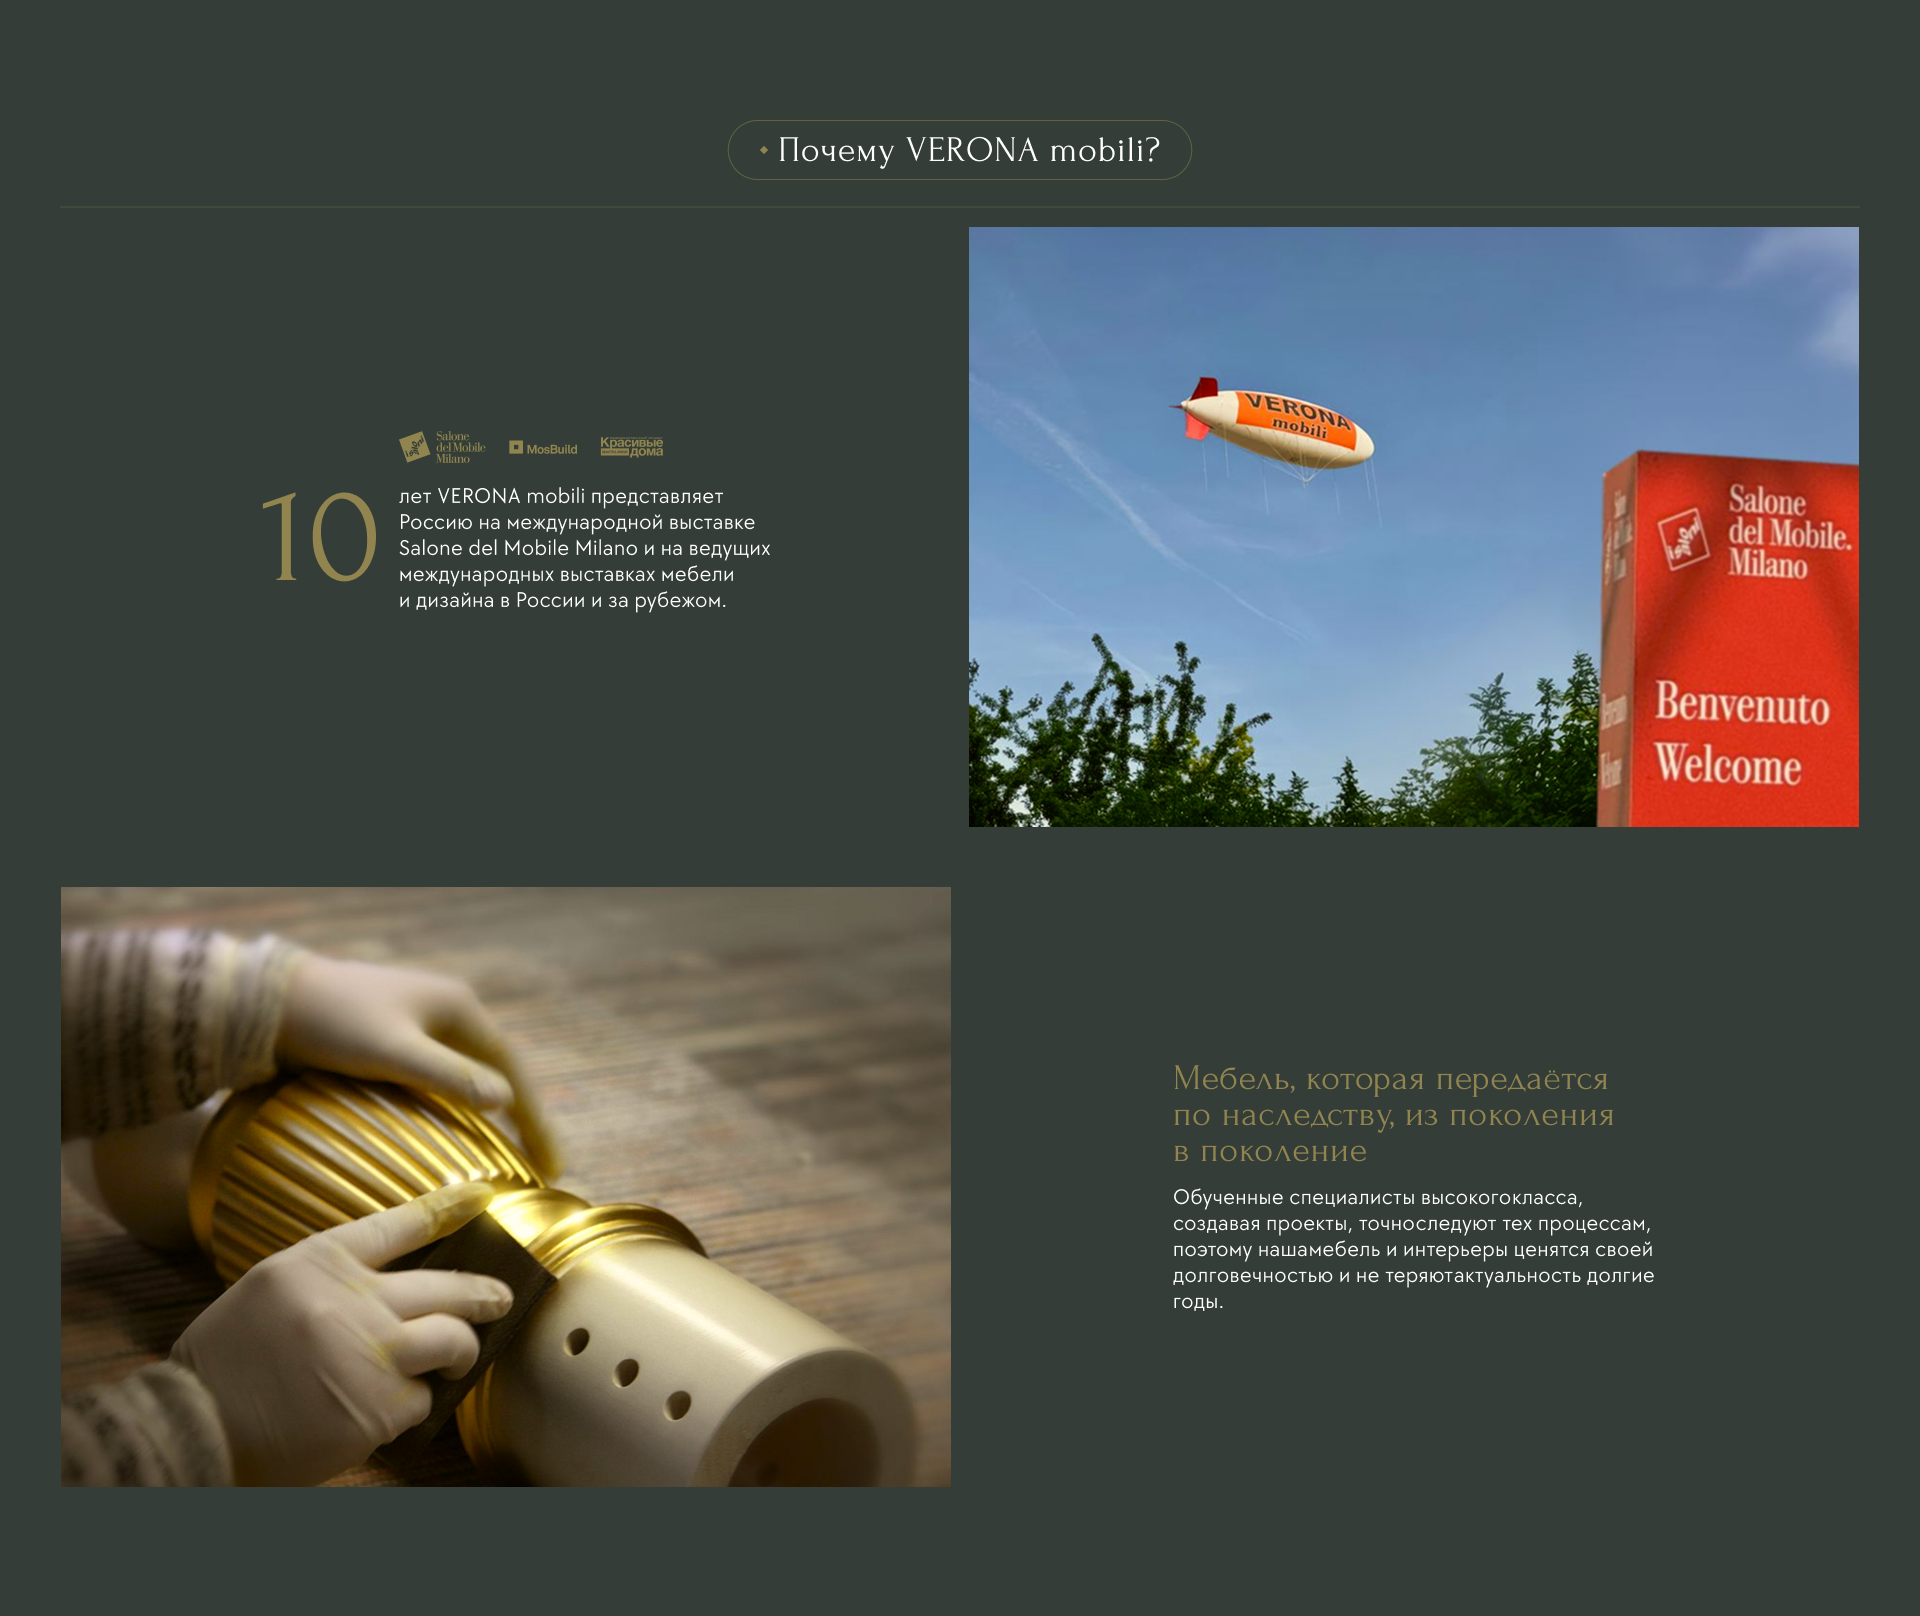 Почему VERONA mobili?
Salone
del Mobile
Milano
MosBuild
Красивые
дома
10
лет VERONA mobili представляет
Россию на международной выставке
Salone del Mobile Milano и на ведущих
международных выставках мебели
и дизайна в России и за рубежом.
VERONA
mobili
Salone
del Mobile.
Milano
Benvenuto
Welcome
Мебель, которая передаётся
по наследству, из поколения
в поколение
Обученные специалисты высокогокласса,
создавая проекты, точноследуют тех процессам,
поэтому нашамебель и интерьеры ценятся своей
долговечностью и не теряютактуальность долгие
годы.